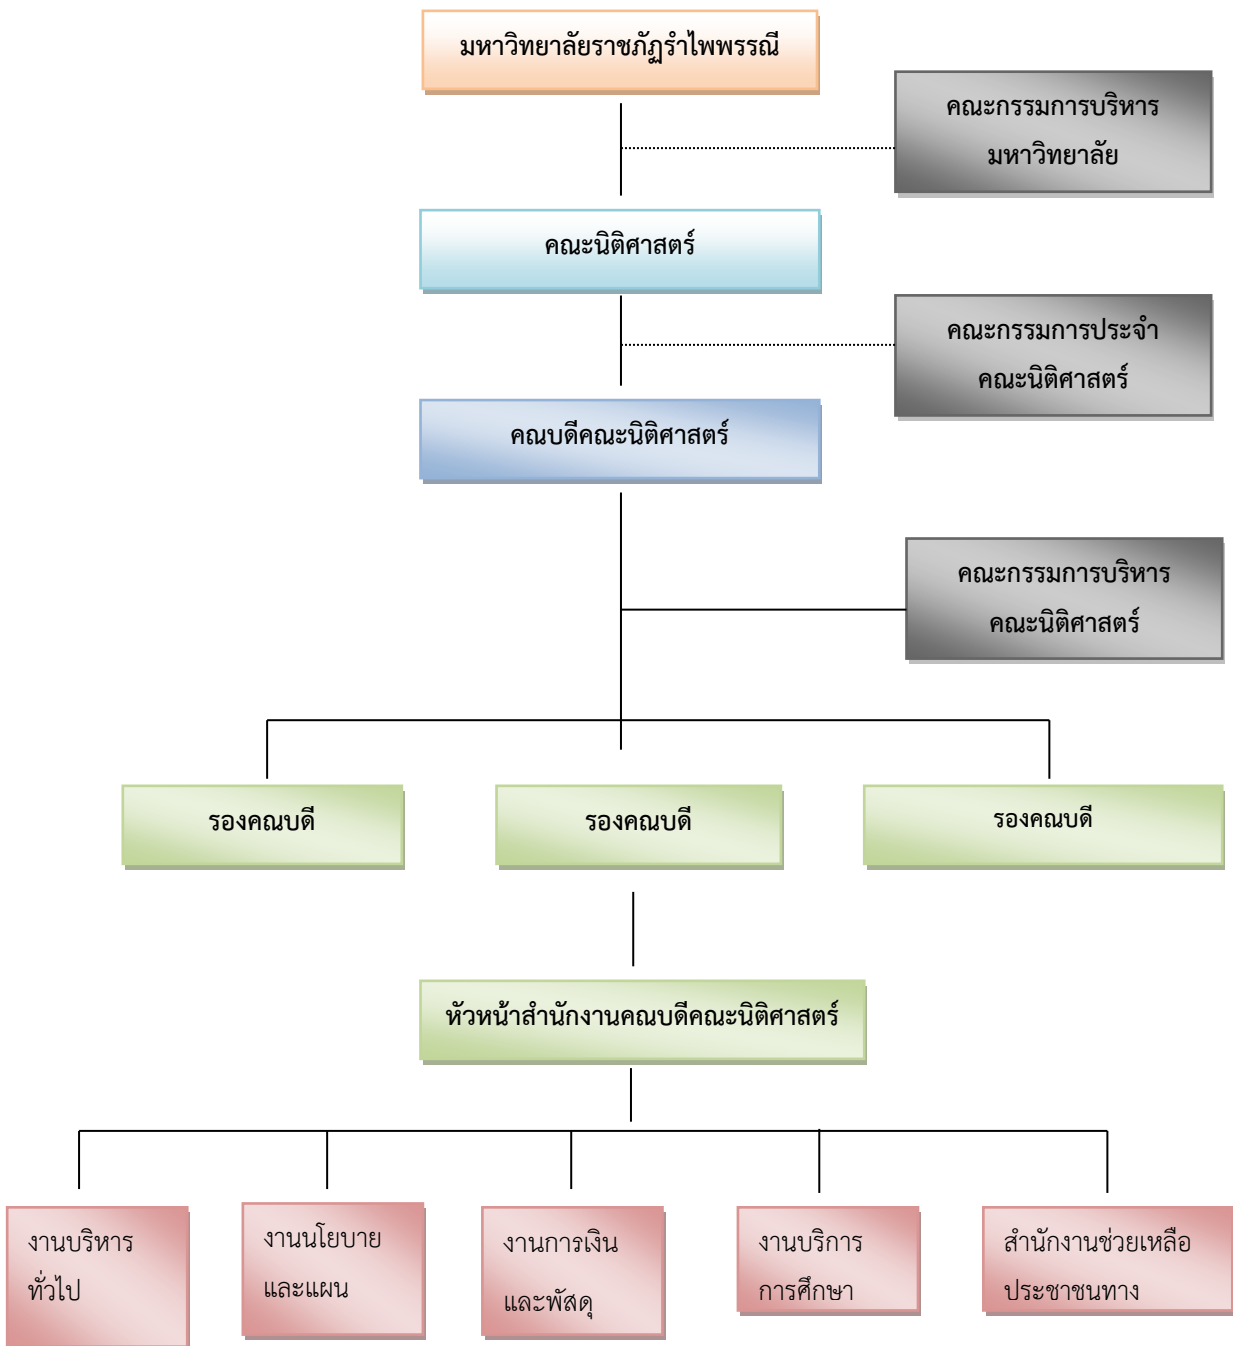 มหาวิทยาลัยราชภัฏรำไพพรรณี
คณะกรรมการบริหาร
มหาวิทยาลัย
คณะนิติศาสตร์
คณะกรรมการประจำ
คณะนิติศาสตร์
คณบดีคณะนิติศาสตร์
คณะกรรมการบริหาร
คณะนิติศาสตร์
รองคณบดี
รองคณบดี
รองคณบดี
หัวหน้าสำนักงานคณบดีคณะนิติศาสตร์
งานบริหาร
ทั่วไป
งานนโยบาย
และแผน
งานการเงิน
และพัสดุ
งานบริการ
การศึกษา
สำนักงานช่วยเหลือ
ประชาชนทาง